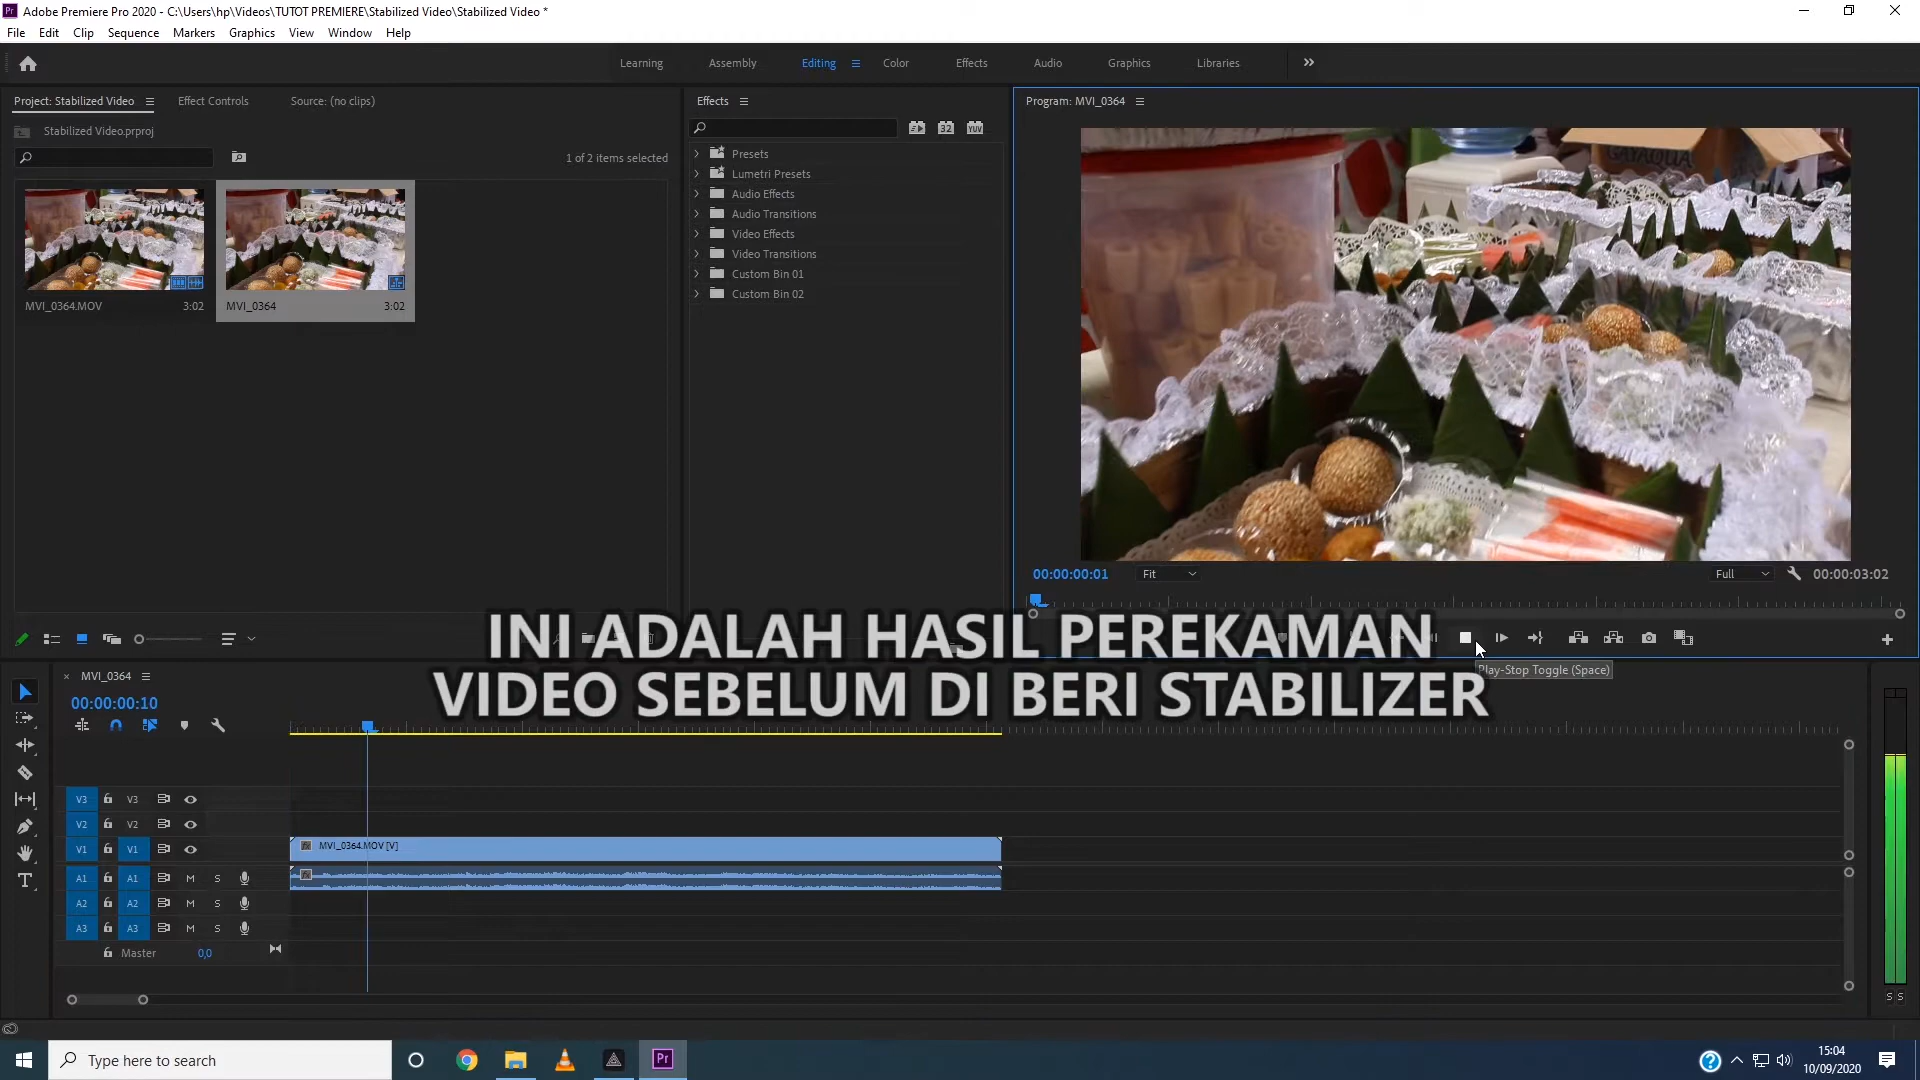 Pr Adobe Premiere Pro 2020 - C:\Users\hp\Videos\TUTOT PREMIERE\Stabilized Video\Stabilized Video *
File Edit Clip Sequence Markers Graphics View Window Help
Learning Assembly Editing Color Effects Audio Graphics Libraries
Project: Stabilized Video Effect Controls Source: (no clips)
Stabilized Video.prproj
1 of 2 items selected
MVI_0364.MOV 3:02
MVI_0364 3:02
Effects
32 YUV
Presets
Lumetri Presets
Audio Effects
Audio Transitions
Video Effects
Video Transitions
Custom Bin 01
Custom Bin 02
Program: MVI_0364
GAYAQUA
00:00:00:01 Fit Full 00:00:03:02
Play-Stop Toggle (Space)
INI ADALAH HASIL PEREKAMAN
VIDEO SEBELUM DI BERI STABILIZER
× MVI_0364
00:00:00:10
V3 V3
V2 V2
V1 V1
MVI_0364.MOV [V]
A1 A1 M S
A2 A2 M S
A3 A3 M S
Master 0,0
S S
Type here to search
Pr
15:04
10/09/2020